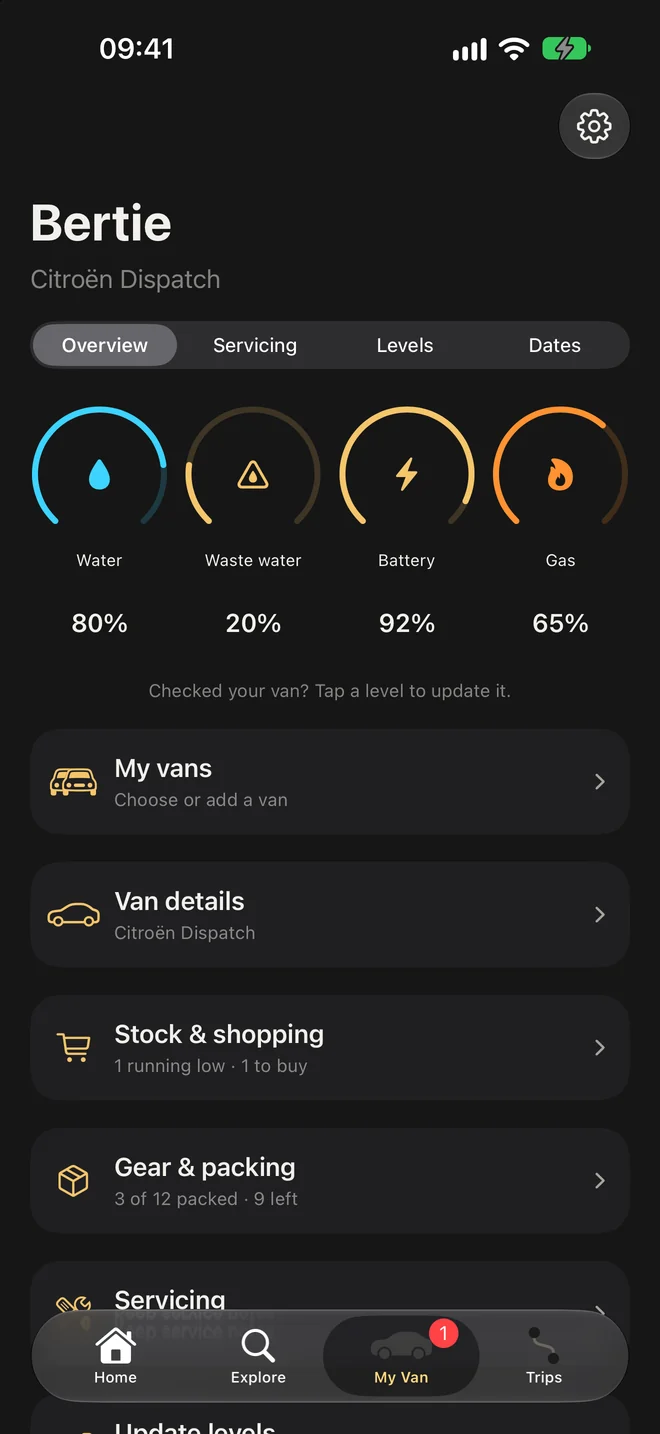 09:41
Bertie
Citroën Dispatch
Overview Servicing Levels Dates
Water Waste water Battery Gas
80% 20% 92% 65%
Checked your van? Tap a level to update it.
My vans
Choose or add a van
Van details
Citroën Dispatch
Stock & shopping
1 running low · 1 to buy
Gear & packing
3 of 12 packed · 9 left
Servicing
1
Home Explore My Van Trips
Update levels